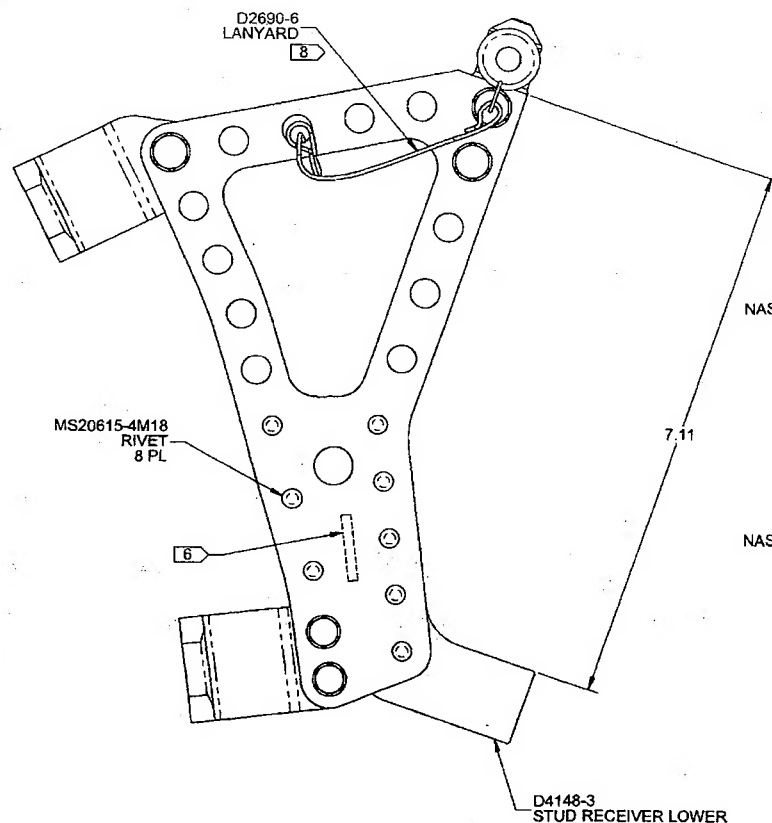 D2690-6
LANYARD
8
NAS
MS20615-4M18
RIVET
8 PL
7.11
NAS
6
D4148-3
STUD RECEIVER LOWER